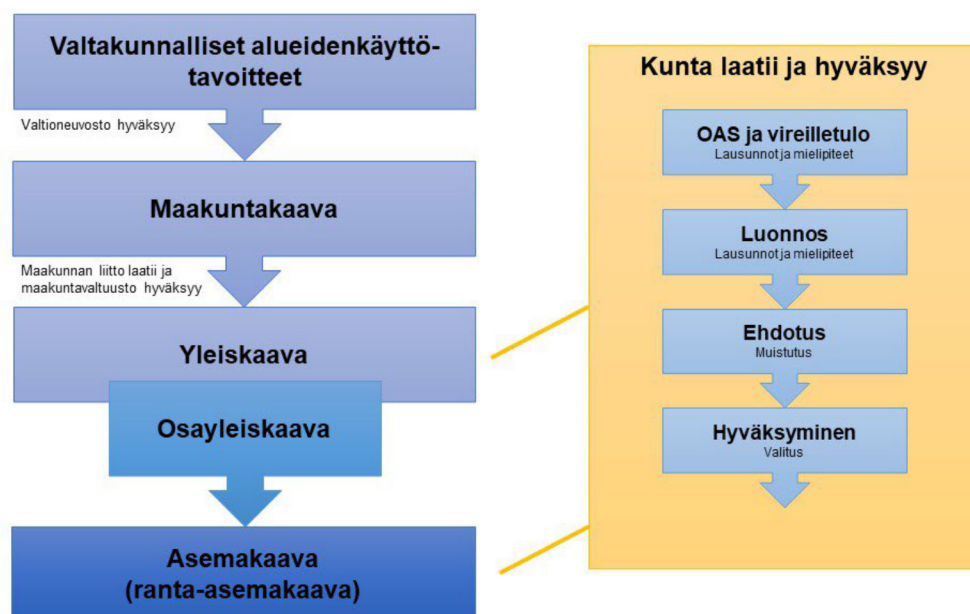 Valtakunnalliset alueidenkäyttö-
tavoitteet
Valtioneuvosto hyväksyy
Maakuntakaava
Maakunnan liitto laatii ja
maakuntavaltuusto hyväksyy
Yleiskaava
Osayleiskaava
Asemakaava
(ranta-asemakaava)
Kunta laatii ja hyväksyy
OAS ja vireilletulo
Lausunnot ja mielipiteet
Luonnos
Lausunnot ja mielipiteet
Ehdotus
Muistutus
Hyväksyminen
Valitus